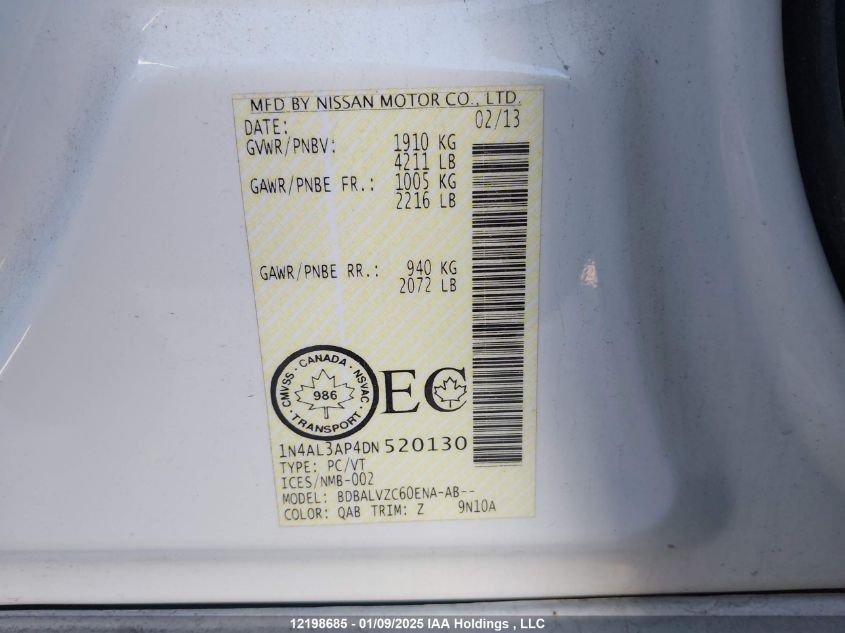 MFD BY NISSAN MOTOR CO., LTD.
DATE: 02/13
GVWR/PNBV: 1910 KG
4211 LB
GAWR/PNBE FR.: 1005 KG
2216 LB
GAWR/PNBE RR.: 940 KG
2072 LB
CMVSS · CANADA · NSVAC
986
· TRANSPORT ·
EC
1N4AL3AP4DN 520130
TYPE: PC/VT
ICES/NMB-002
MODEL: BDBALVZC60ENA-AB--
COLOR: QAB TRIM: Z 9N10A
12198685 - 01/09/2025 IAA Holdings , LLC